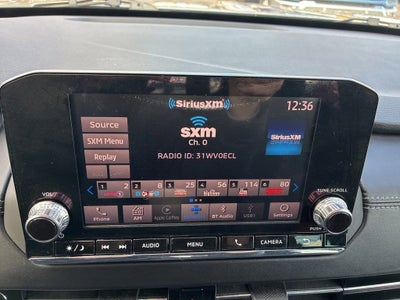 SiriusXM
12:36
Source
SXM Menu
Replay
sxm
Ch. 0
RADIO ID: 31WV0ECL
SiriusXM
1 2
2 8
3 25
4 56
5 114
6 80
VOL
TUNE SCROLL
PUSH
Phone
AM
Apple CarPlay
BT Audio
USB1
Settings
AUDIO
MENU
CAMERA